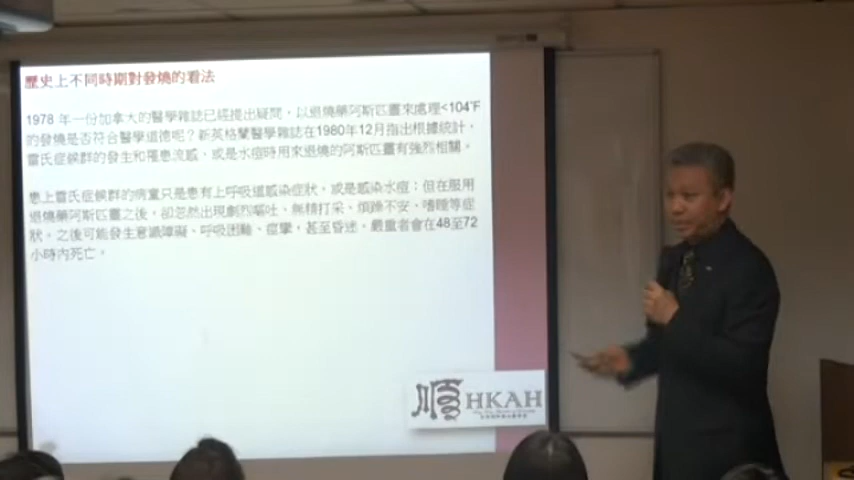 歷史上不同時期對發燒的看法
1978 年一份加拿大的醫學雜誌已經提出疑問，以退燒藥阿斯匹靈來處理<104°F
的發燒是否符合醫學道德呢？新英格蘭醫學雜誌在1980年12月指出根據統計，
雷氏症候群的發生和罹患流感、或是水痘時用來退燒的阿斯匹靈有強烈相關。
患上雷氏症候群的病童只是患有上呼吸道感染症狀，或是感染水痘；但在服用
退燒藥阿斯匹靈之後，卻忽然出現劇烈嘔吐、無精打采、煩躁不安、嗜睡等症
狀。之後可能發生意識障礙、呼吸困難、痙攣，甚至昏迷，嚴重者會在48至72
小時內死亡。
順 HKAH